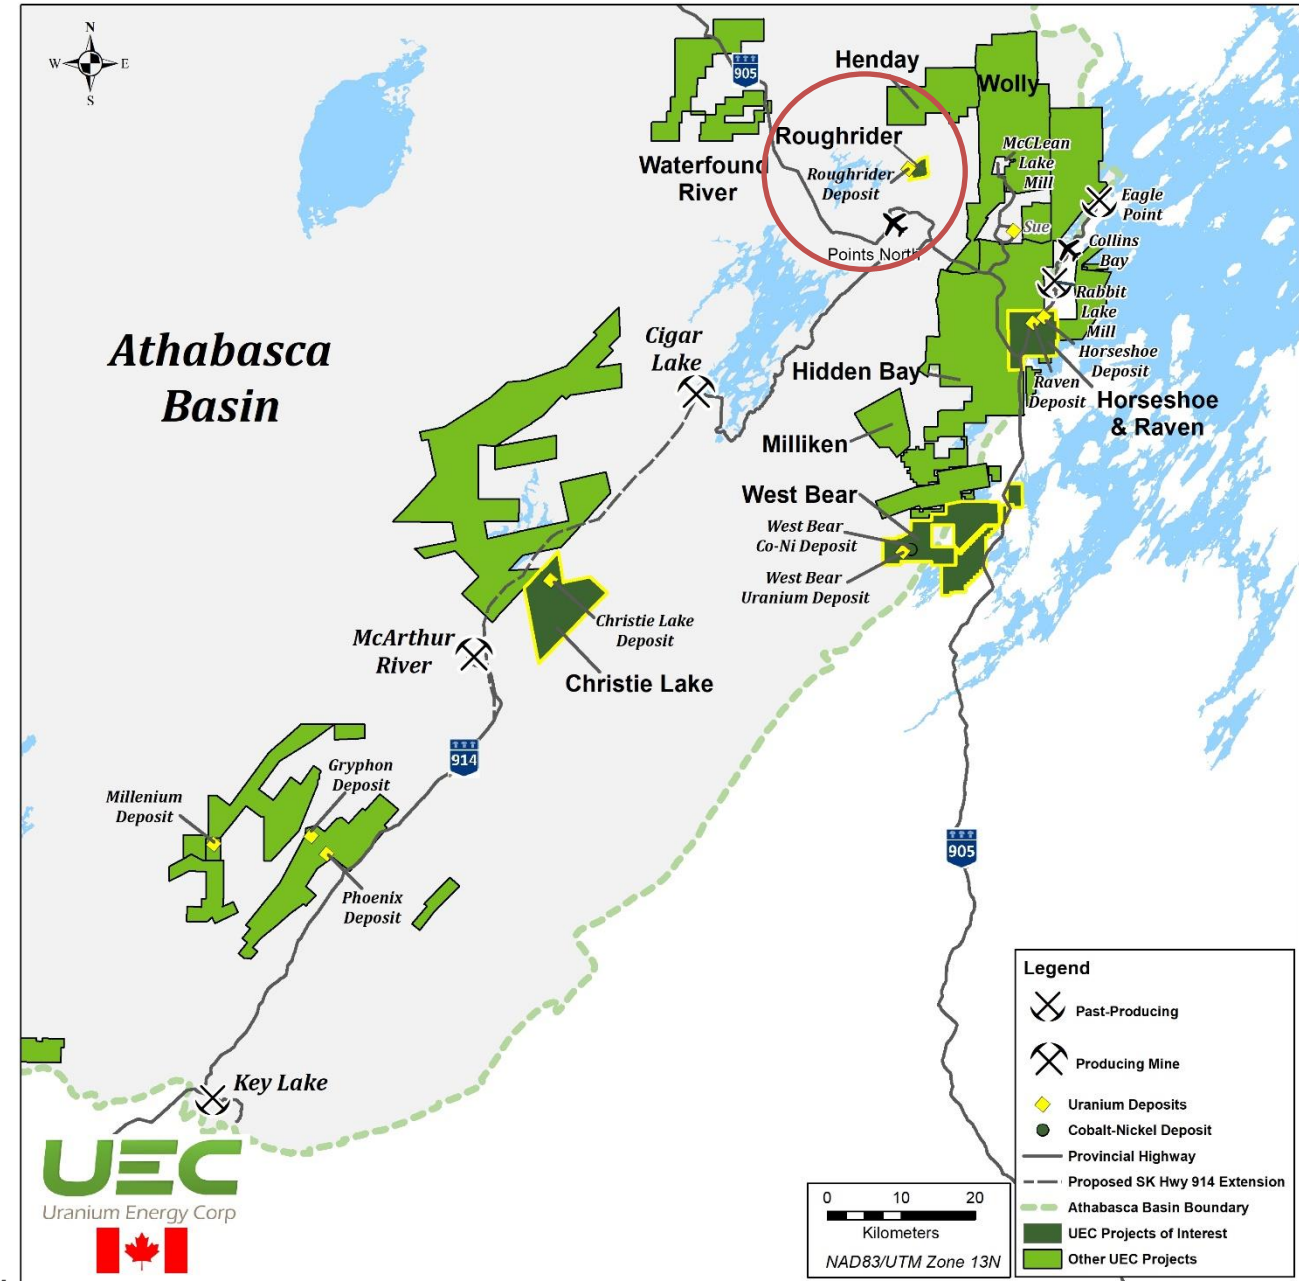 N
W
E
S
905
Henday
Wolly
Roughrider
Roughrider
Deposit
Waterfound
River
McCLean
Lake
Mill
Eagle
Point
Sue
Collins
Bay
Points North
Rabbit
Lake
Mill
Athabasca
Basin
Cigar
Lake
Horseshoe
Deposit
Hidden Bay
Raven
Deposit
Horseshoe
& Raven
Milliken
West Bear
West Bear
Co-Ni Deposit
West Bear
Uranium Deposit
Christie Lake
Deposit
McArthur
River
Christie Lake
914
Gryphon
Deposit
Millenium
Deposit
905
Phoenix
Deposit
Key Lake
UEC
Uranium Energy Corp
0 10 20
Kilometers
NAD83/UTM Zone 13N
Legend
Past-Producing
Producing Mine
Uranium Deposits
Cobalt-Nickel Deposit
Provincial Highway
Proposed SK Hwy 914 Extension
Athabasca Basin Boundary
UEC Projects of Interest
Other UEC Projects